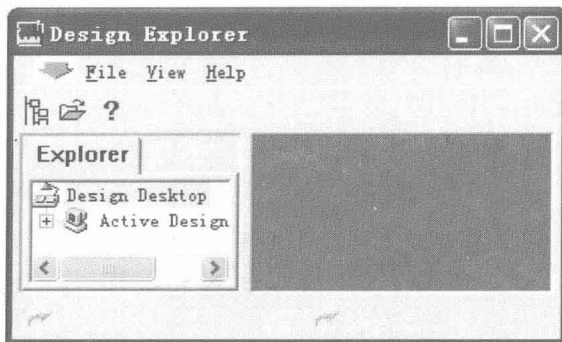 Design Explorer
File View Help
?
Explorer
Design Desktop
Active Design